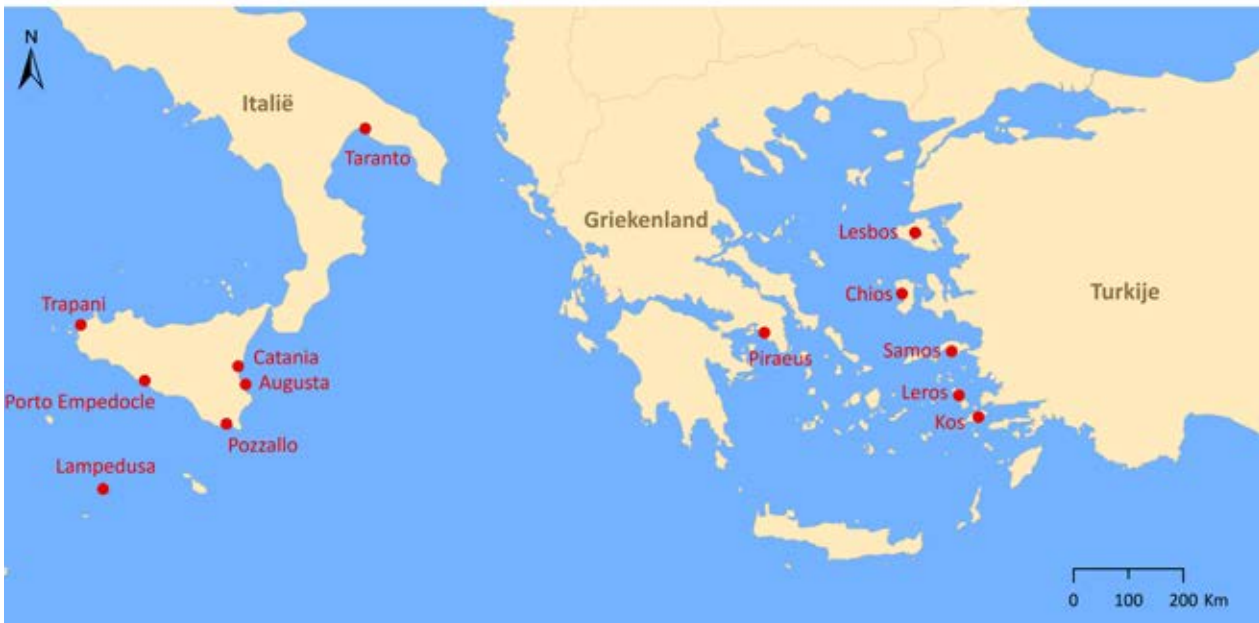 N
Italië
Taranto
Griekenland
Lesbos
Turkije
Chios
Trapani
Piraeus
Samos
Catania
Augusta
Leros
Porto Empedocle
Kos
Pozzallo
Lampedusa
0 100 200 Km